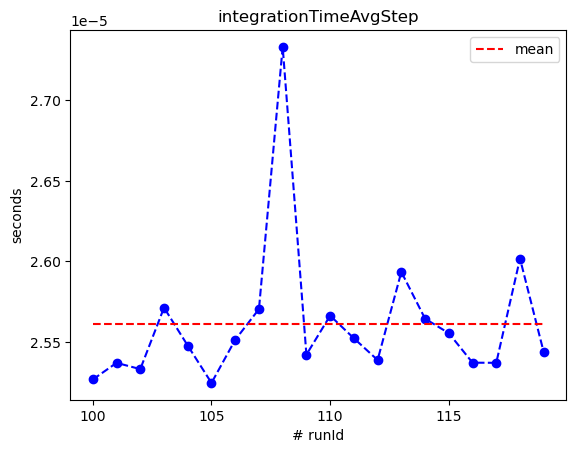 integrationTimeAvgStep
1e−5
mean
2.70
2.65
2.60
2.55
seconds
100
105
110
115
# runId